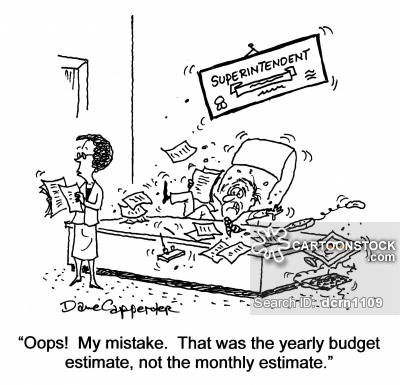 SUPERINTENDENT
CARTOONSTOCK
.com
Search ID: dcrn1109
Dave Carpenter
"Oops! My mistake. That was the yearly budget
estimate, not the monthly estimate."